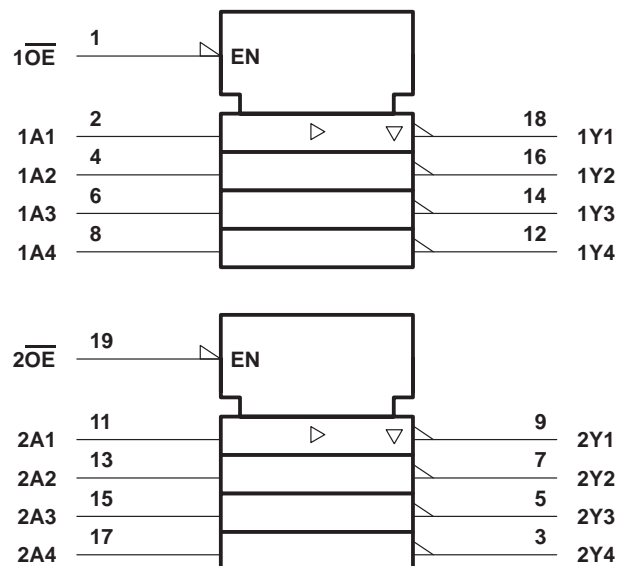 1OE 1 EN
1A1 2 18 1Y1
1A2 4 16 1Y2
1A3 6 14 1Y3
1A4 8 12 1Y4
2OE 19 EN
2A1 11 9 2Y1
2A2 13 7 2Y2
2A3 15 5 2Y3
2A4 17 3 2Y4